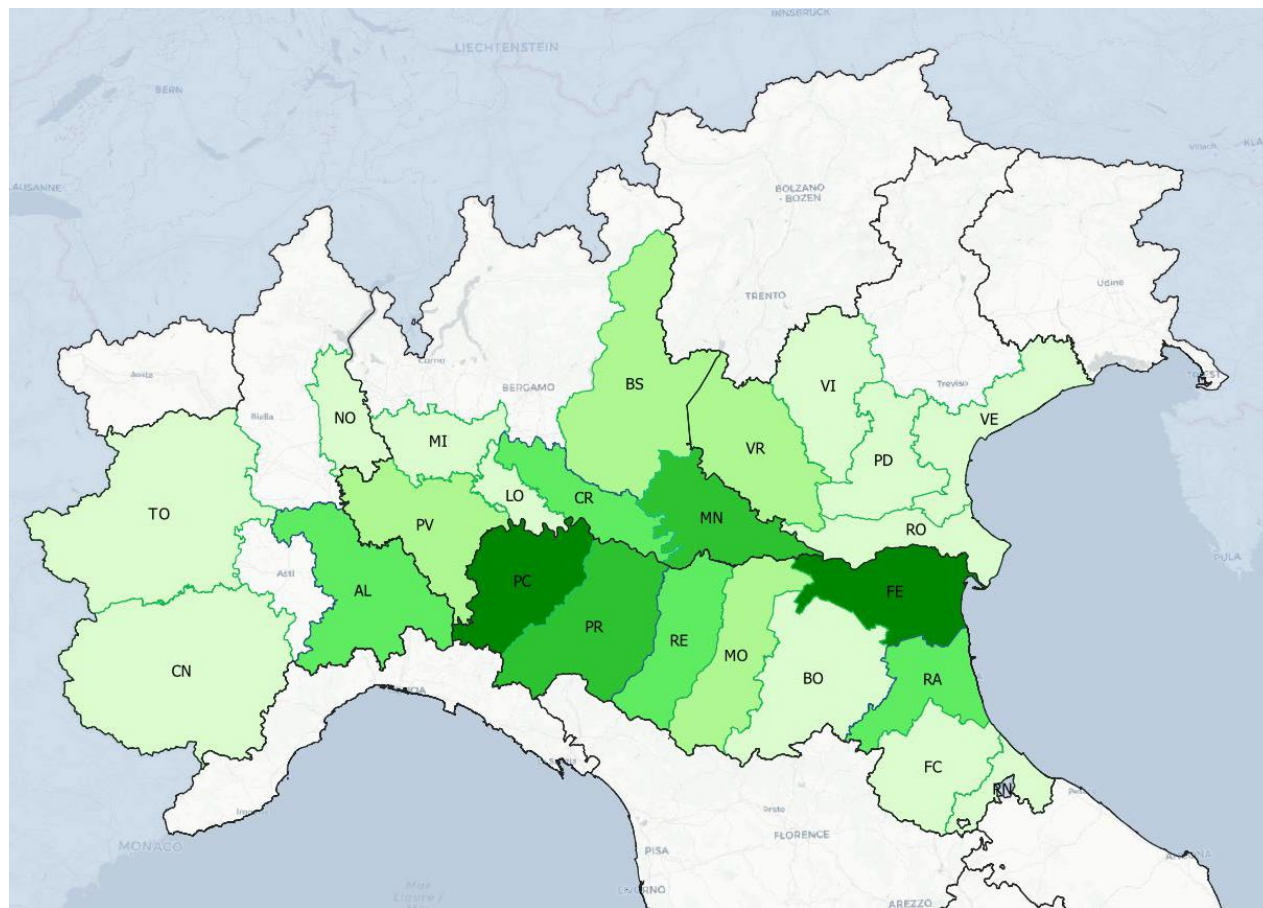 INNSBRUCK
LIECHTENSTEIN
BERN
Villach
KLA
LAUSANNE
BOLZANO
- BOZEN
Udine
TRENTO
Aosta
Como
BERGAMO
BS
VI
Treviso
Biella
NO
MI
VR
PD
VE
TO
LO
CR
PV
MN
RO
PULA
Asti
AL
PC
PR
RE
MO
FE
BO
RA
CN
FC
RN
MONACO
FLORENCE
PISA
AREZZO